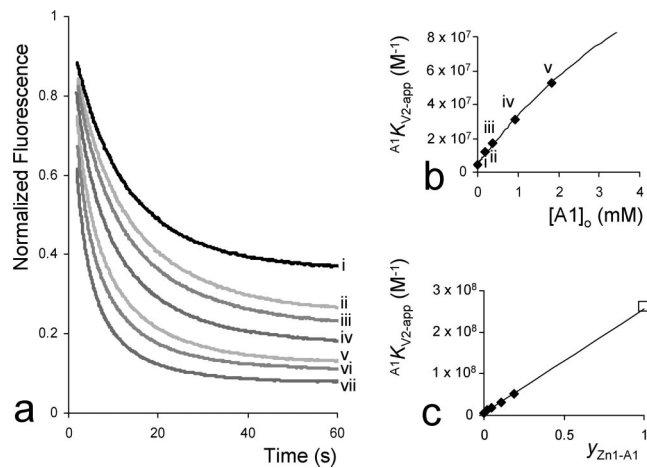 a
Normalized Fluorescence
1
0.8
0.6
0.4
0.2
0
0 20 40 60
Time (s)
i
ii
iii
iv
v
vi
vii
b
A1K V2-app (M-1)
8 x 10^7
6 x 10^7
4 x 10^7
2 x 10^7
0
0 1 2 3 4
[A1]o (mM)
i
ii
iii
iv
v
c
A1K V2-app (M-1)
3 x 10^8
2 x 10^8
1 x 10^8
0
0 0.5 1
yZn1-A1